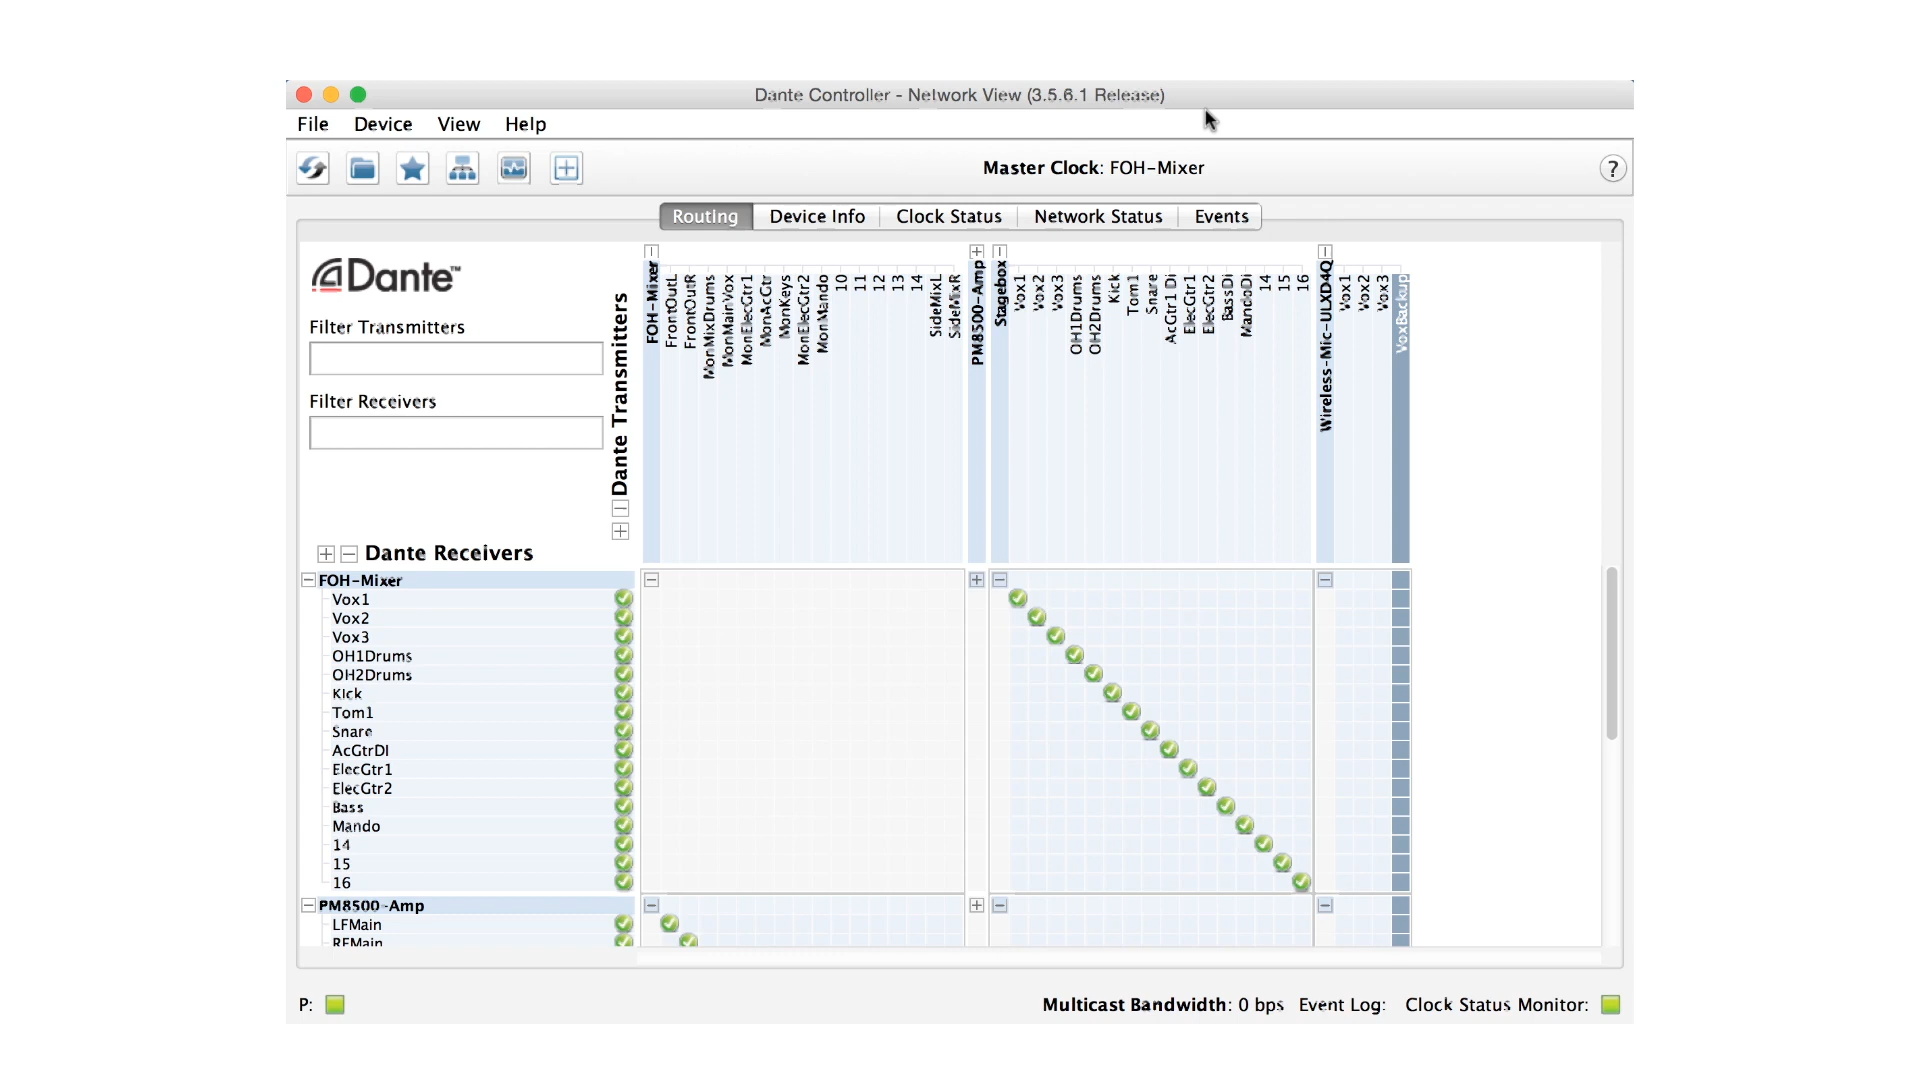 Dante Controller - Network View (3.5.6.1 Release)
File Device View Help
Master Clock: FOH-Mixer
?
Routing Device Info Clock Status Network Status Events
Dante™
Filter Transmitters
Filter Receivers
Dante Transmitters
FOH-Mixer
FrontOutL
FrontOutR
MonMixDrums
MonMainVox
MonElecGtr1
MonAcGtr
MonKeys
MonElecGtr2
MonMando
10
11
12
13
14
SideMixL
SideMixR
PM8500-Amp
Stagebox
Vox1
Vox2
Vox3
OH1Drums
OH2Drums
Kick
Tom1
Snare
AcGtr1 Di
ElecGtr1
ElecGtr2
BassDi
MandoDi
14
15
16
Wireless-Mic-ULXD4Q
Vox1
Vox2
Vox3
VoxBackup
Dante Receivers
FOH-Mixer
Vox1
Vox2
Vox3
OH1Drums
OH2Drums
Kick
Tom1
Snare
AcGtrDI
ElecGtr1
ElecGtr2
Bass
Mando
14
15
16
PM8500-Amp
LFMain
RFMain
P:
Multicast Bandwidth: 0 bps Event Log: Clock Status Monitor: